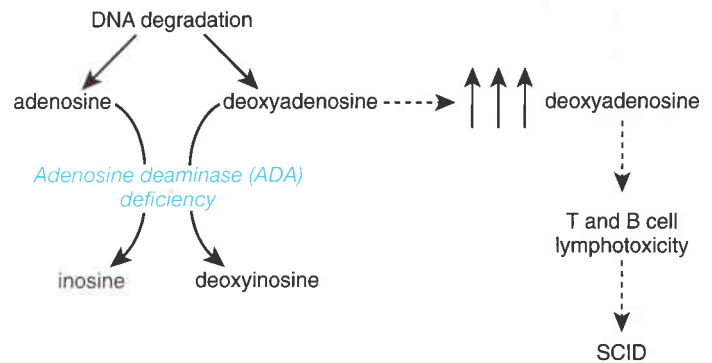 DNA degradation
adenosine
deoxyadenosine
deoxyadenosine
Adenosine deaminase (ADA)
deficiency
T and B cell
lymphotoxicity
inosine
deoxyinosine
SCID